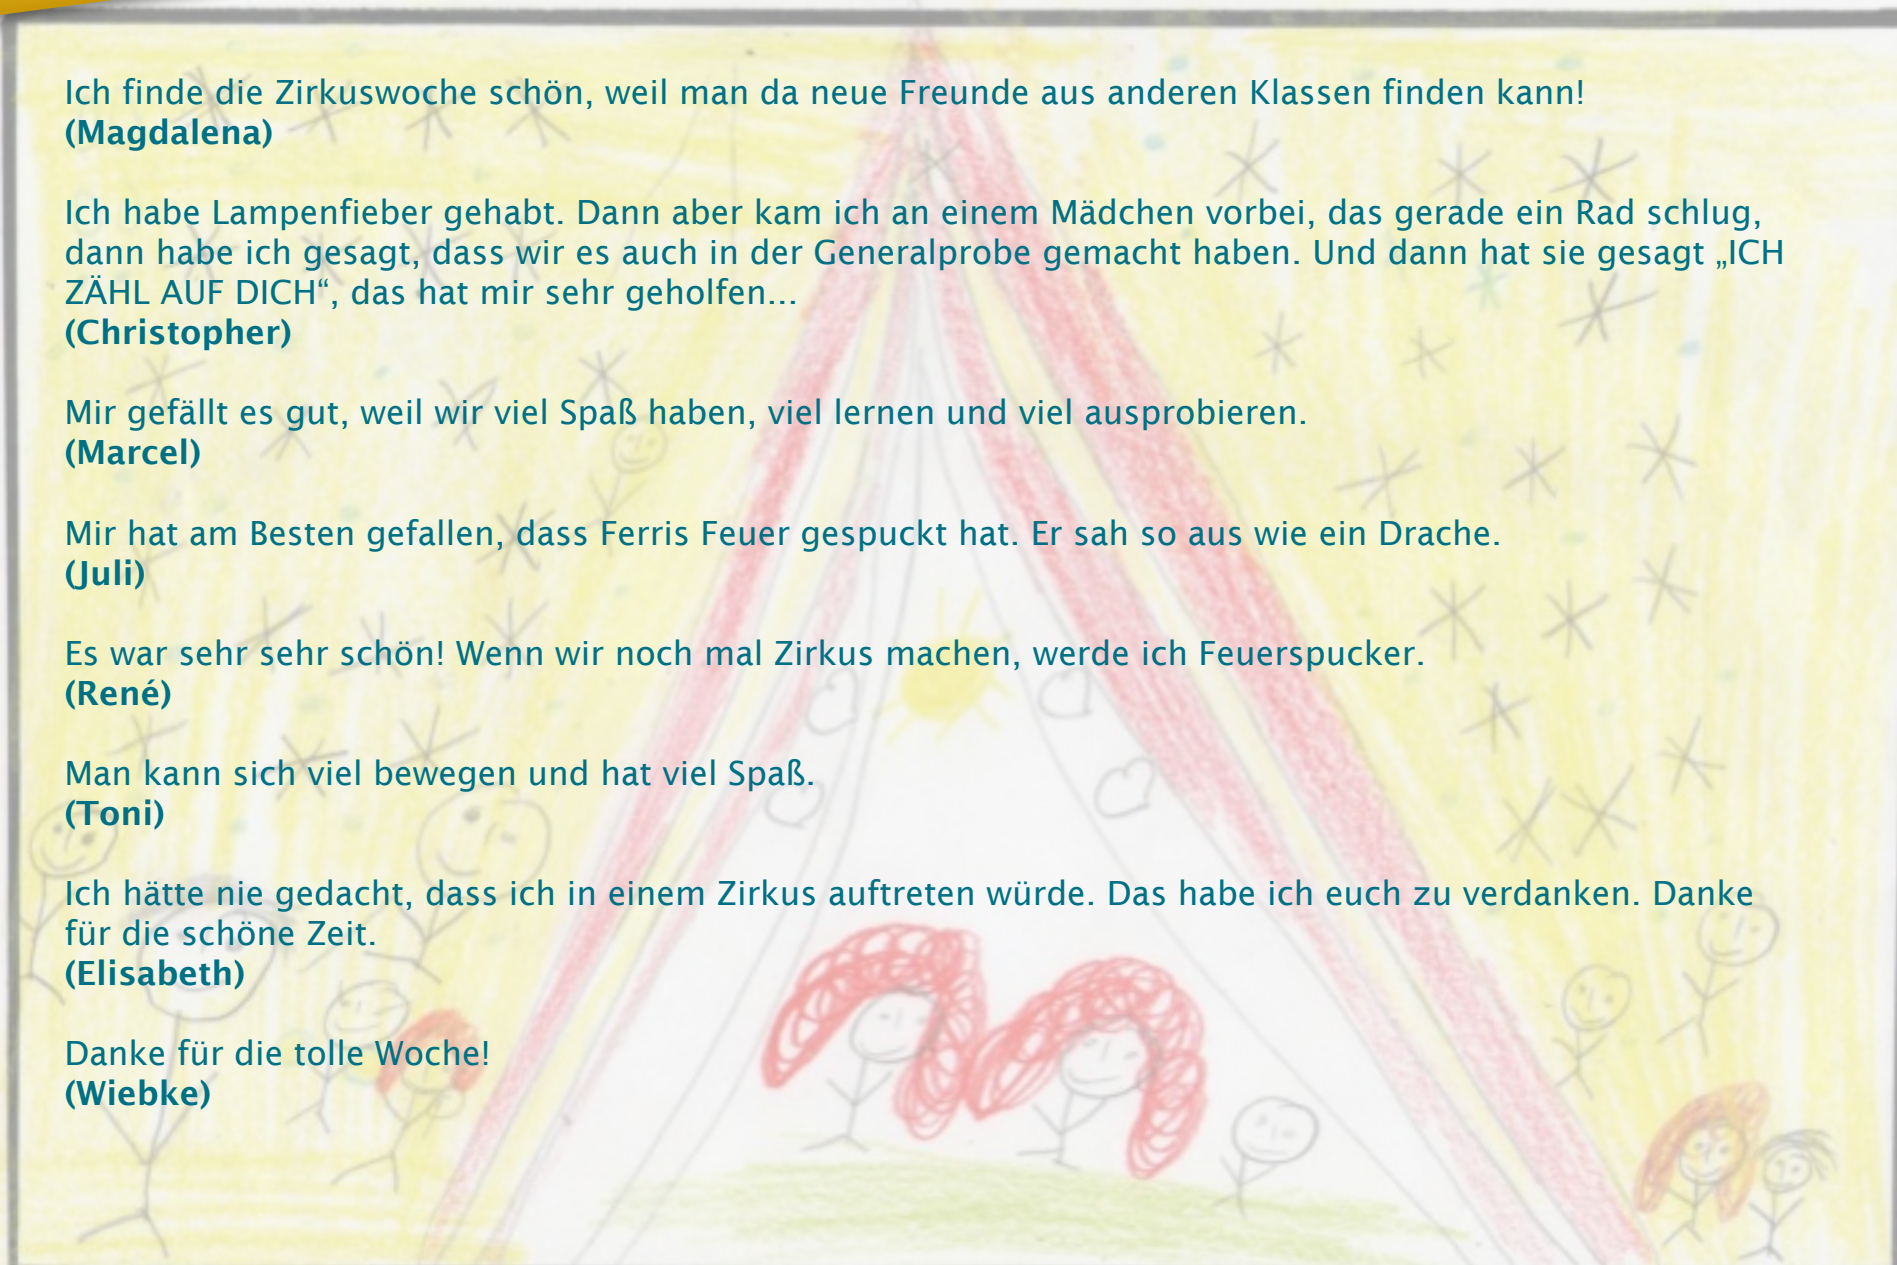 Ich finde die Zirkuswoche schön, weil man da neue Freunde aus anderen Klassen finden kann!
(Magdalena)
Ich habe Lampenfieber gehabt. Dann aber kam ich an einem Mädchen vorbei, das gerade ein Rad schlug,
dann habe ich gesagt, dass wir es auch in der Generalprobe gemacht haben. Und dann hat sie gesagt „ICH
ZÄHL AUF DICH“, das hat mir sehr geholfen...
(Christopher)
Mir gefällt es gut, weil wir viel Spaß haben, viel lernen und viel ausprobieren.
(Marcel)
Mir hat am Besten gefallen, dass Ferris Feuer gespuckt hat. Er sah so aus wie ein Drache.
(Juli)
Es war sehr sehr schön! Wenn wir noch mal Zirkus machen, werde ich Feuerspucker.
(René)
Man kann sich viel bewegen und hat viel Spaß.
(Toni)
Ich hätte nie gedacht, dass ich in einem Zirkus auftreten würde. Das habe ich euch zu verdanken. Danke
für die schöne Zeit.
(Elisabeth)
Danke für die tolle Woche!
(Wiebke)